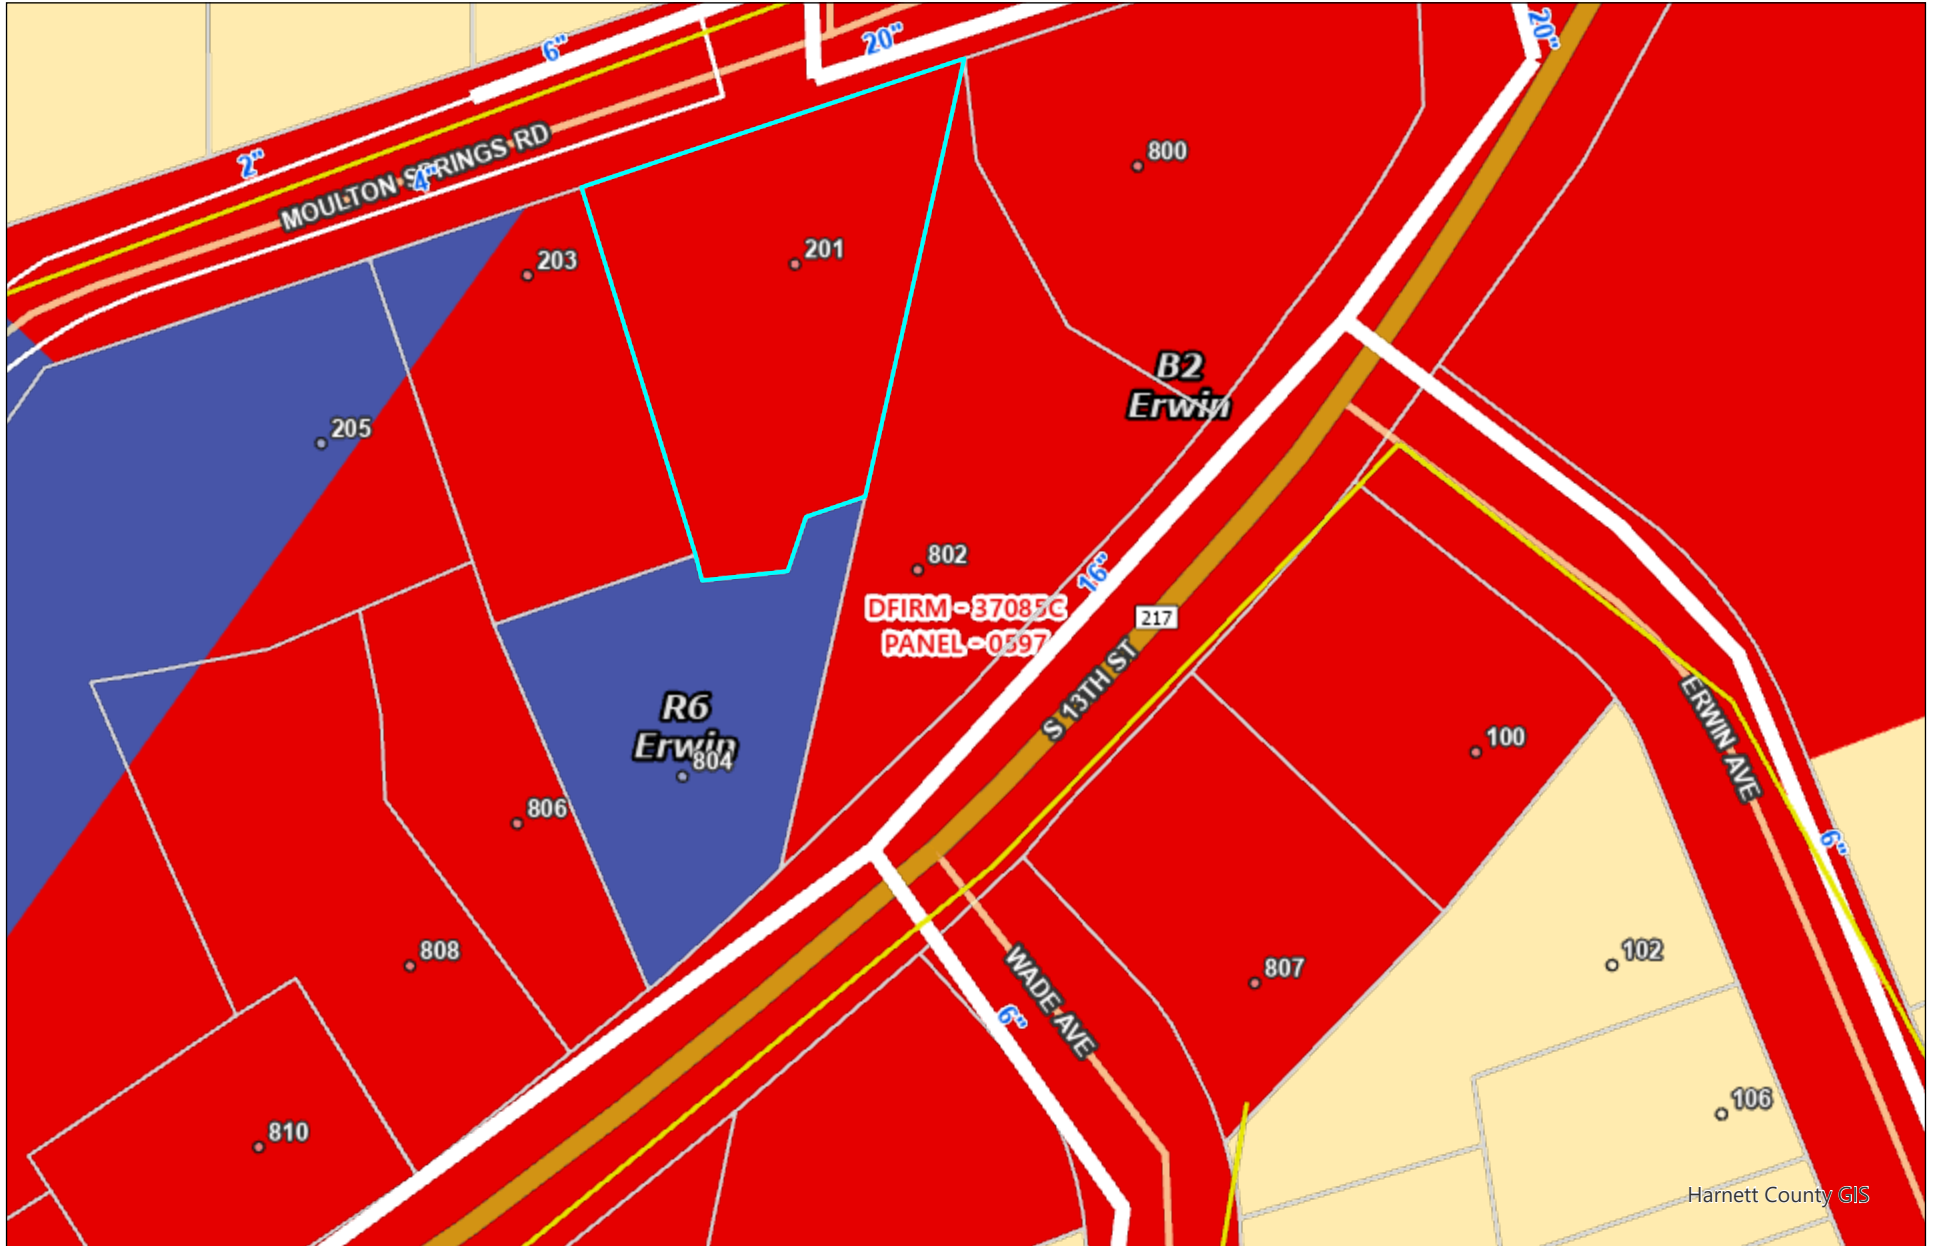 6"
20"
20"
2"
MOULTON SPRINGS RD
4"
800
203
201
205
B2
Erwin
802
DFIRM - 37085C
PANEL - 0597
16"
217
S 13TH ST
R6
Erwin
804
100
ERWIN AVE
806
6"
808
WADE AVE
807
102
6"
810
106
Harnett County GIS